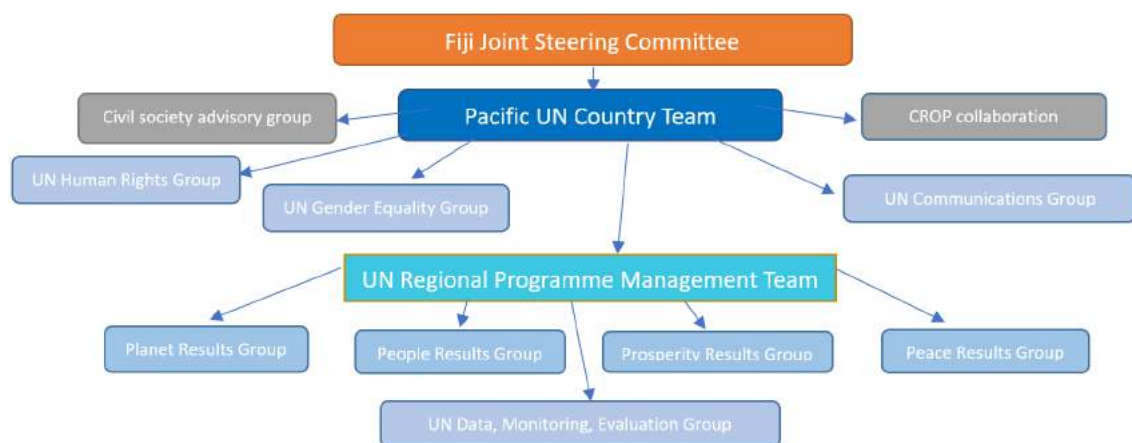 Fiji Joint Steering Committee
Civil society advisory group
Pacific UN Country Team
CROP collaboration
UN Human Rights Group
UN Gender Equality Group
UN Communications Group
UN Regional Programme Management Team
Planet Results Group
People Results Group
Prosperity Results Group
Peace Results Group
UN Data, Monitoring, Evaluation Group